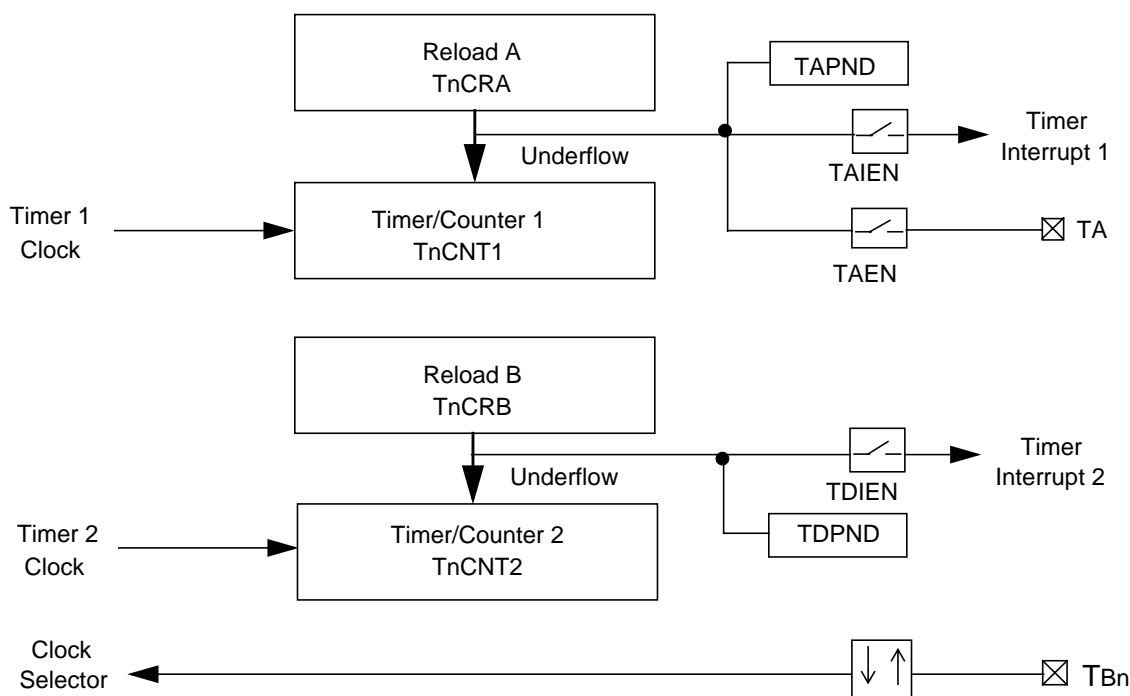 Reload A
TnCRA
TAPND
Timer
Interrupt 1
Underflow
TAIEN
Timer 1
Clock
Timer/Counter 1
TnCNT1
TA
TAEN
Reload B
TnCRB
Timer
Interrupt 2
Underflow
TDIEN
Timer 2
Clock
Timer/Counter 2
TnCNT2
TDPND
Clock
Selector
TBn